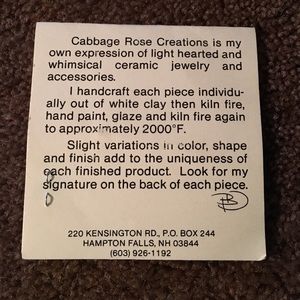 Cabbage Rose Creations is my
own expression of light hearted and
whimsical ceramic jewelry and
accessories.
I handcraft each piece individu-
ally out of white clay then kiln fire,
hand paint, glaze and kiln fire again
to approximately 2000°F.
Slight variations in color, shape
and finish add to the uniqueness of
each finished product. Look for my
signature on the back of each piece.
220 KENSINGTON RD., P.O. BOX 244
HAMPTON FALLS, NH 03844
(603) 926-1192